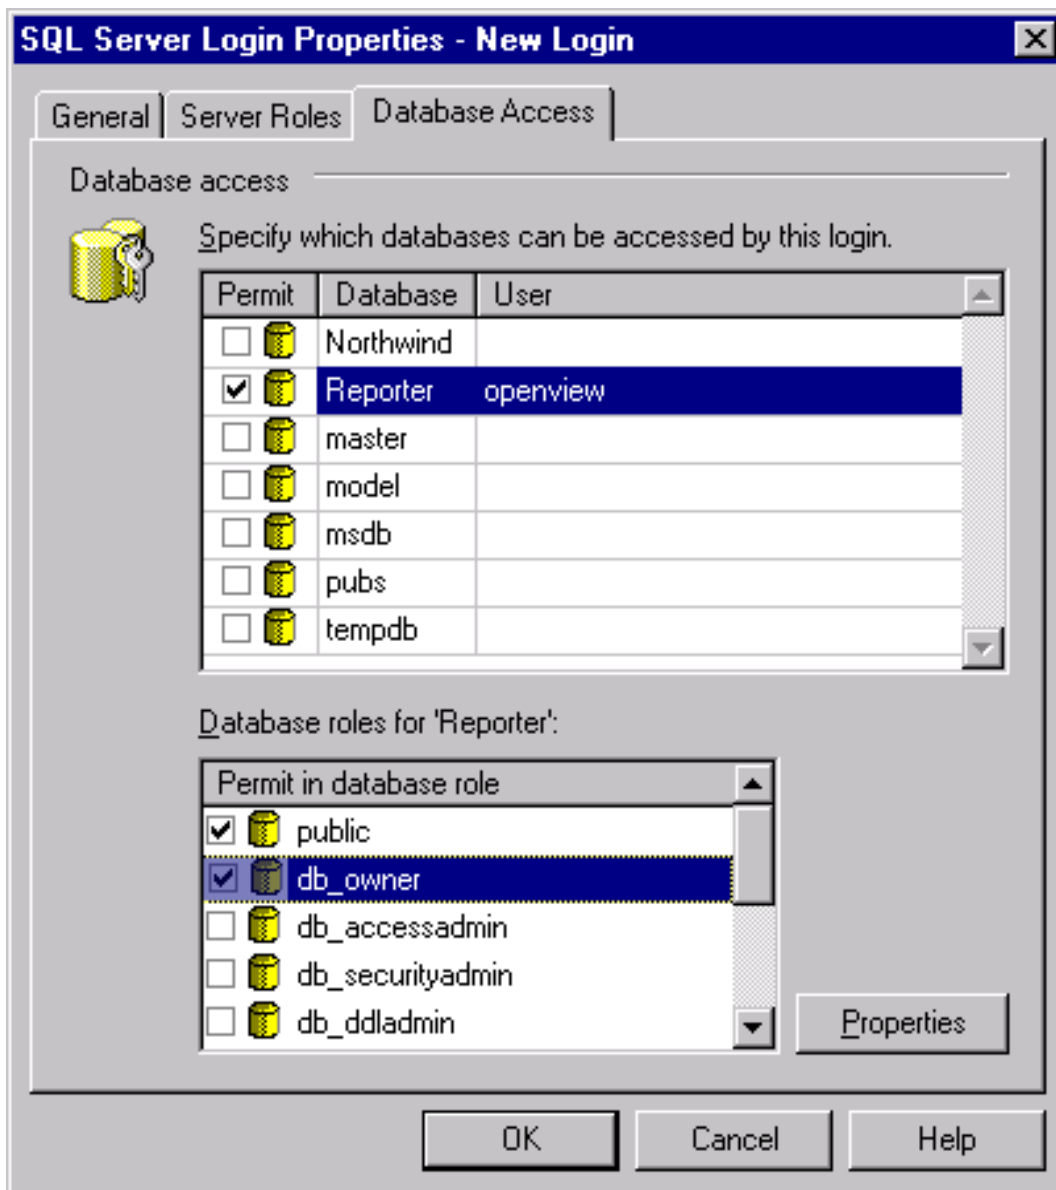 SQL Server Login Properties - New Login
General Server Roles Database Access
Database access
Specify which databases can be accessed by this login.
Permit Database User
Northwind
Reporter openview
master
model
msdb
pubs
tempdb
Database roles for 'Reporter':
Permit in database role
public
db_owner
db_accessadmin
db_securityadmin
db_ddladmin
Properties
OK Cancel Help